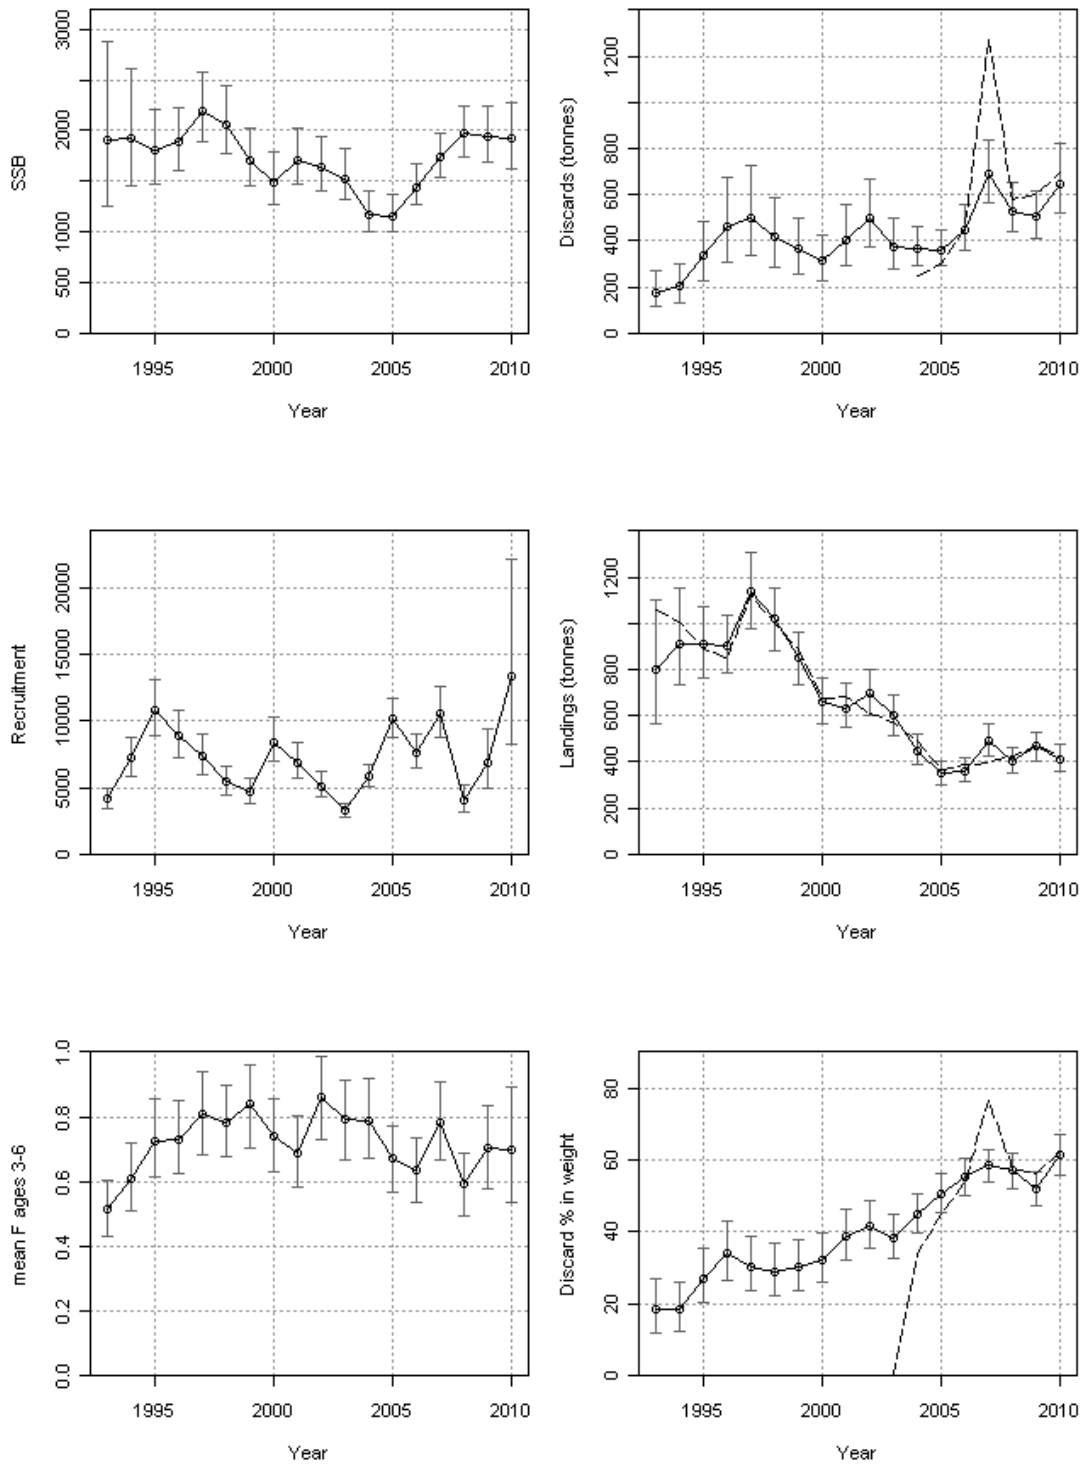 SSB
3000
2000
1000
500
0
1995 2000 2005 2010
Year
Discards (tonnes)
1200
800
600
400
200
0
1995 2000 2005 2010
Year
Recruitment
20000
15000
10000
5000
0
1995 2000 2005 2010
Year
Landings (tonnes)
1200
800
600
400
200
0
1995 2000 2005 2010
Year
mean F ages 3-6
1.0
0.8
0.6
0.4
0.2
0.0
1995 2000 2005 2010
Year
Discard % in weight
80
60
40
20
0
1995 2000 2005 2010
Year